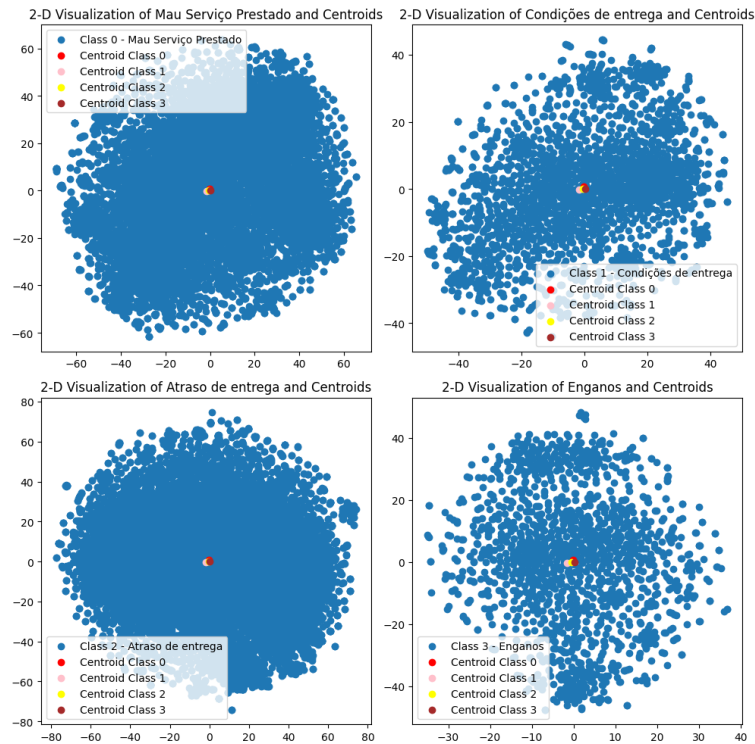 2-D Visualization of Mau Serviço Prestado and Centroids
60
40
20
0
−20
−40
−60
−60 −40 −20 0 20 40 60
Class 0 - Mau Serviço Prestado
Centroid Class 0
Centroid Class 1
Centroid Class 2
Centroid Class 3
2-D Visualization of Condições de entrega and Centroids
40
20
0
−20
−40
−40 −20 0 20 40
Class 1 - Condições de entrega
Centroid Class 0
Centroid Class 1
Centroid Class 2
Centroid Class 3
2-D Visualization of Atraso de entrega and Centroids
80
60
40
20
0
−20
−40
−60
−80
−80 −60 −40 −20 0 20 40 60 80
Class 2 - Atraso de entrega
Centroid Class 0
Centroid Class 1
Centroid Class 2
Centroid Class 3
2-D Visualization of Enganos and Centroids
40
20
0
−20
−40
−30 −20 −10 0 10 20 30 40
Class 3 - Enganos
Centroid Class 0
Centroid Class 1
Centroid Class 2
Centroid Class 3